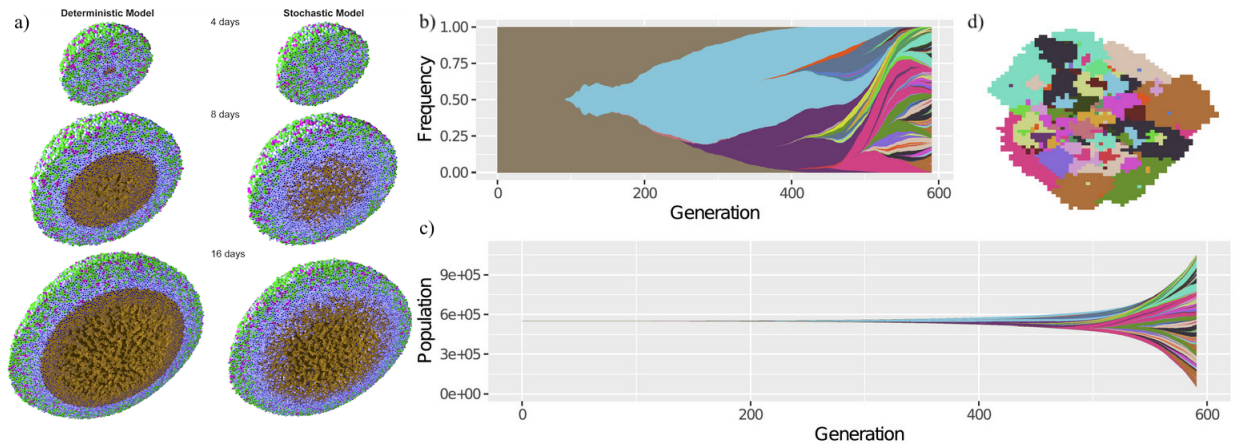 a)
Deterministic Model
4 days
Stochastic Model
8 days
16 days
b)
Frequency
1.00
0.75
0.50
0.25
0.00
0
200
400
600
Generation
c)
Population
9e+05
6e+05
3e+05
0e+00
0
200
400
600
Generation
d)